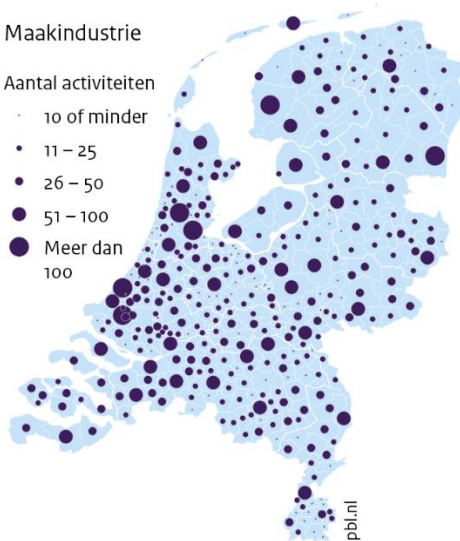 Maakindustrie
Aantal activiteiten
10 of minder
11 – 25
26 – 50
51 – 100
Meer dan
100
pbl.nl